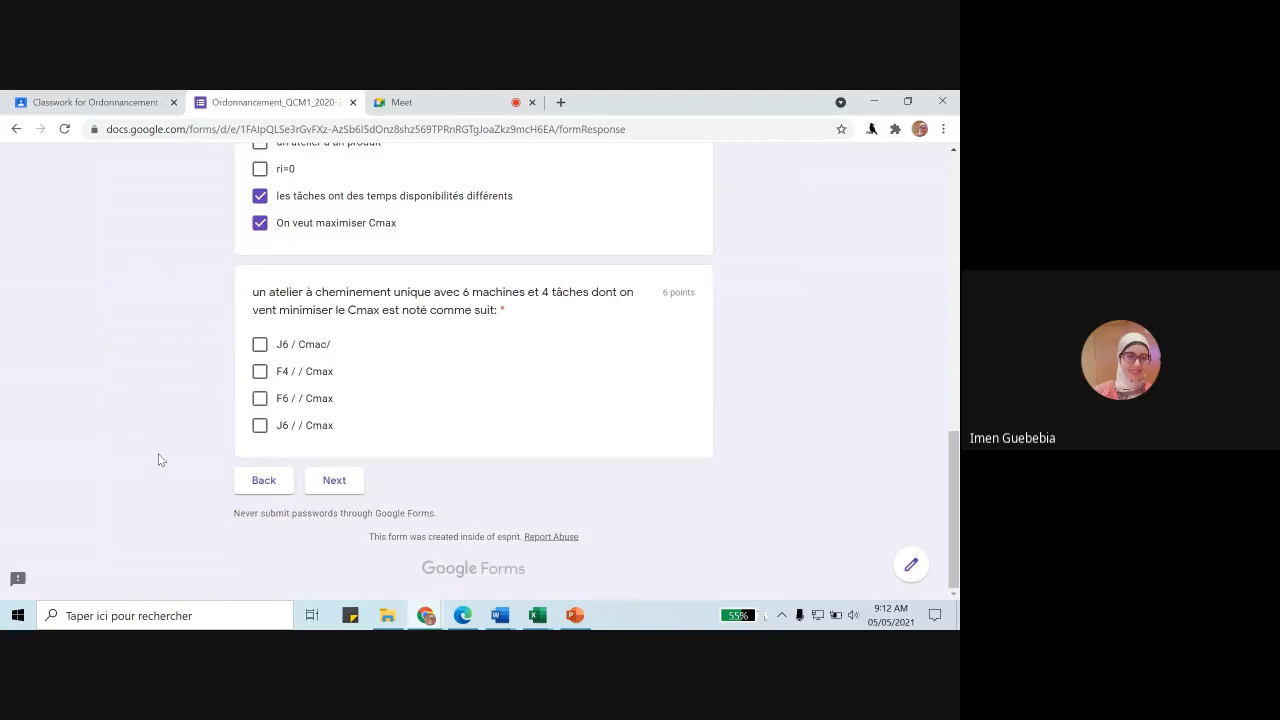 Classwork for Ordonnancement
Ordonnancement_QCM1_2020-2
Meet
docs.google.com/forms/d/e/1FAIpQLSe3rGvFXz-AzSb6I5dOnz8shz569TPRnRGTgJoaZkz9mcH6EA/formResponse
un atelier d'un produit
ri=0
les tâches ont des temps disponibilités différents
On veut maximiser Cmax
un atelier à cheminement unique avec 6 machines et 4 tâches dont on
6 points
vent minimiser le Cmax est noté comme suit: *
J6 / Cmac/
F4 / / Cmax
F6 / / Cmax
J6 / / Cmax
Imen Guebebia
Back
Next
Never submit passwords through Google Forms.
This form was created inside of esprit. Report Abuse
Google Forms
Taper ici pour rechercher
55%
9:12 AM
05/05/2021